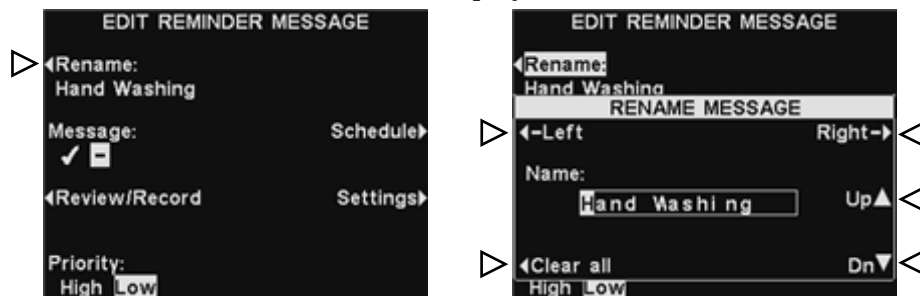 EDIT REMINDER MESSAGE
Rename:
Hand Washing
Message:
Schedule
✓ -
Review/Record
Settings
Priority:
High Low
EDIT REMINDER MESSAGE
Rename:
Hand Washing
RENAME MESSAGE
-Left
Right-
Name:
Hand Washing
Up
Clear all
Dn
High Low